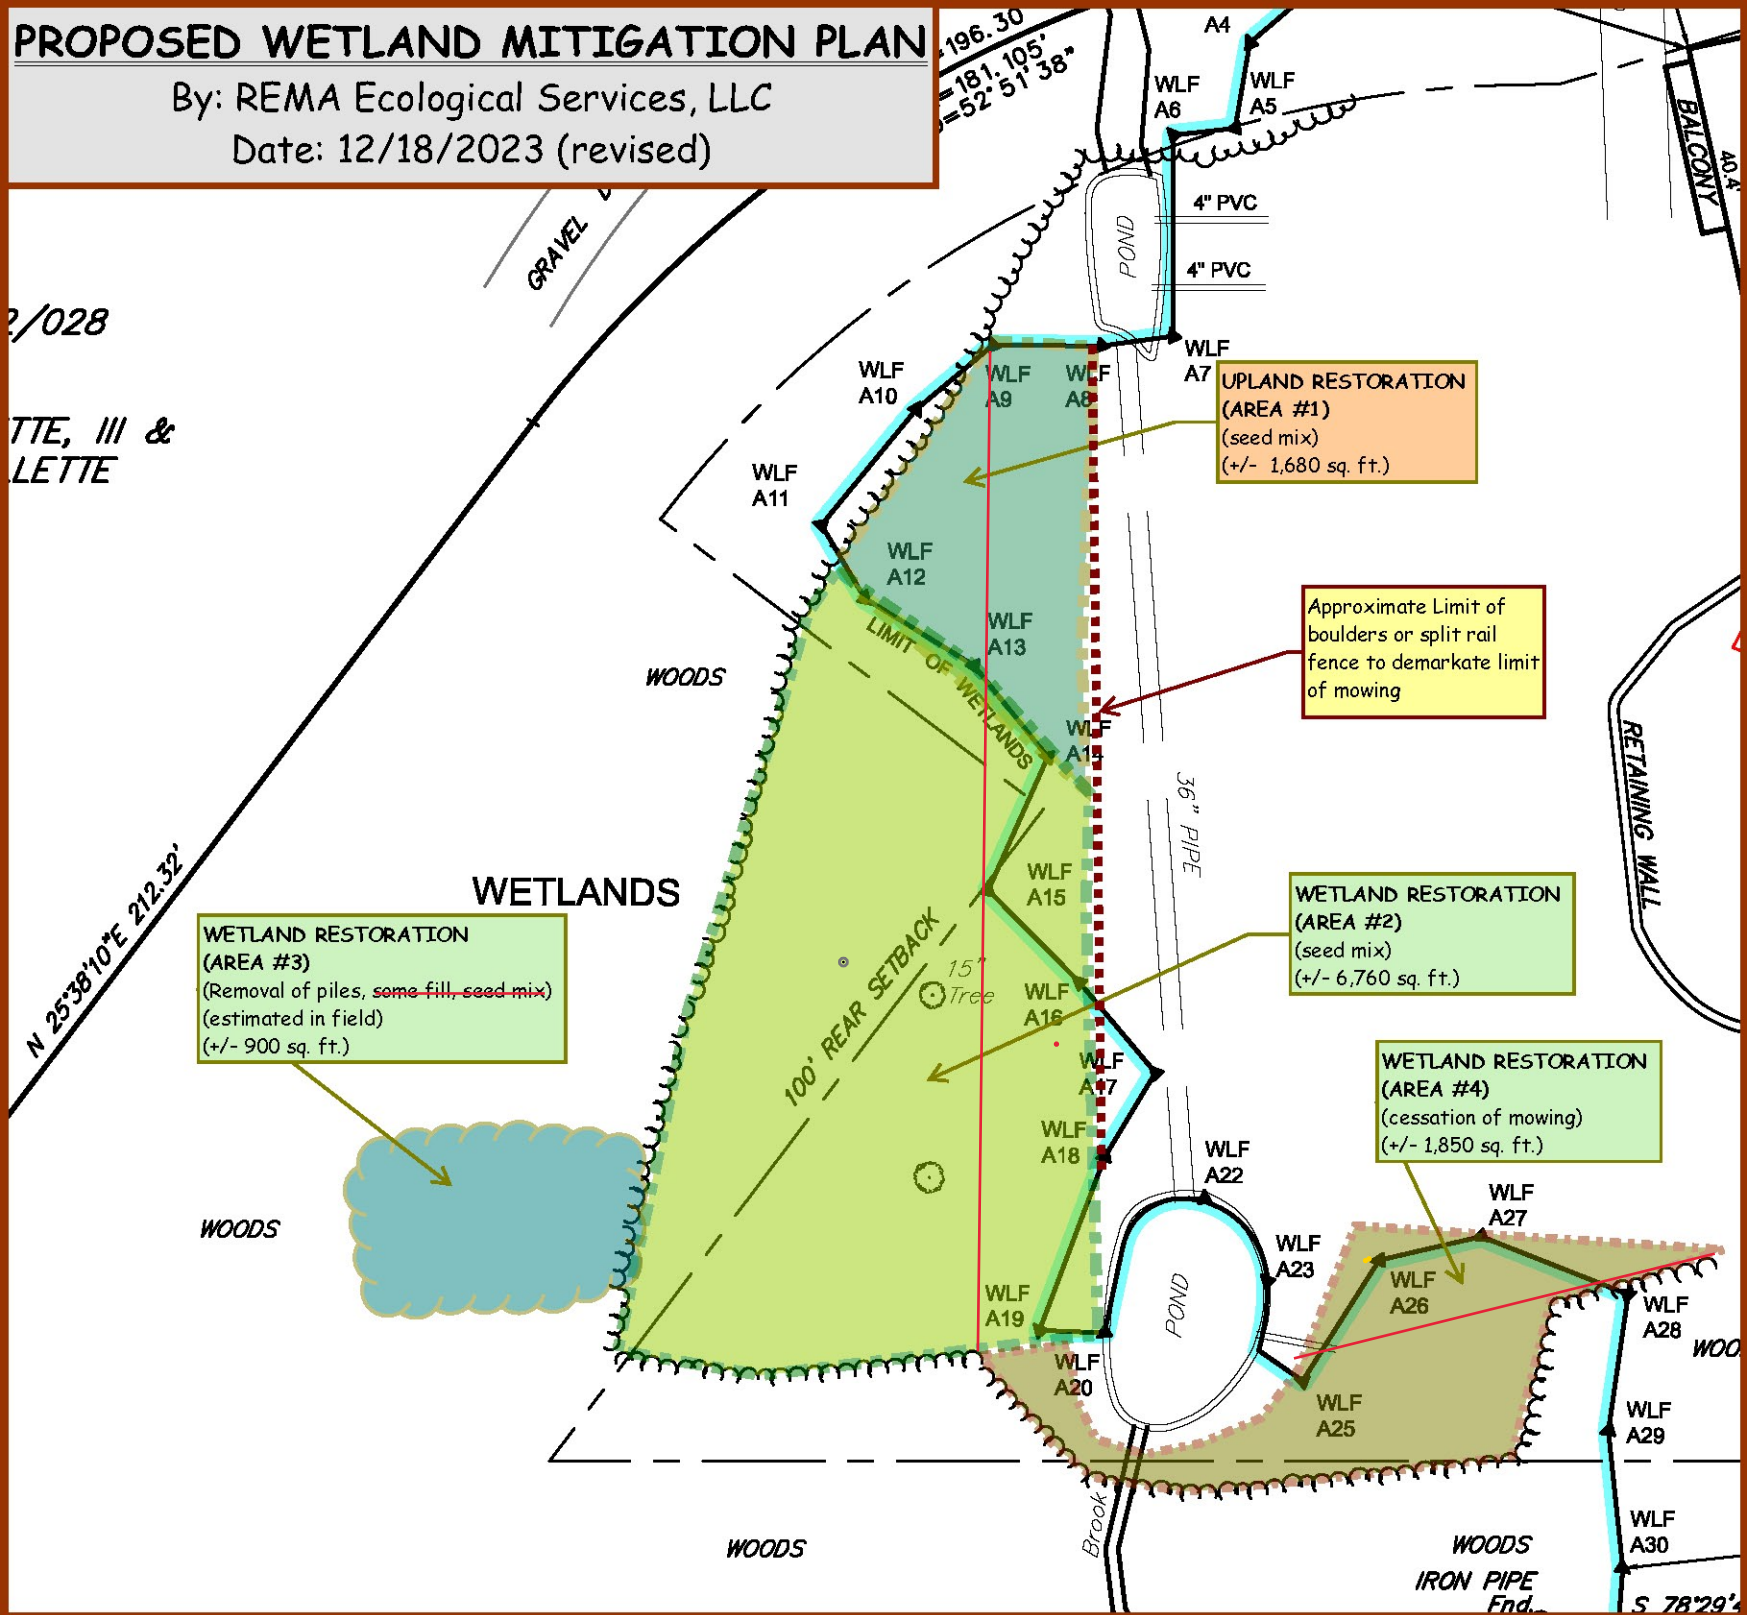 PROPOSED WETLAND MITIGATION PLAN
By: REMA Ecological Services, LLC
Date: 12/18/2023 (revised)
=196.30
=181.105'
=52°51'38"
A4
WLF
A5
WLF
A6
BALCONY
40.4'
GRAVEL
POND
4" PVC
4" PVC
2/028
TTE, III &
LETTE
WLF
A7
WLF
A8
WLF
A9
WLF
A10
WLF
A11
UPLAND RESTORATION
(AREA #1)
(seed mix)
(+/- 1,680 sq. ft.)
WLF
A12
WLF
A13
LIMIT OF WETLANDS
WLF
A14
Approximate Limit of
boulders or split rail
fence to demarkate limit
of mowing
WOODS
36" PIPE
RETAINING WALL
N 25°38'10"E 212.32'
WETLANDS
WLF
A15
WETLAND RESTORATION
(AREA #2)
(seed mix)
(+/- 6,760 sq. ft.)
WETLAND RESTORATION
(AREA #3)
(Removal of piles, some fill, seed mix)
(estimated in field)
(+/- 900 sq. ft.)
100' REAR SETBACK
15"
Tree
WLF
A16
WLF
A17
WLF
A18
WETLAND RESTORATION
(AREA #4)
(cessation of mowing)
(+/- 1,850 sq. ft.)
WOODS
WLF
A22
WLF
A27
WLF
A23
WLF
A19
POND
WLF
A26
WLF
A28
WOO
WLF
A20
WLF
A25
WLF
A29
Brook
WOODS
WLF
A30
WOODS
IRON PIPE
Fnd.
S 78°29'4